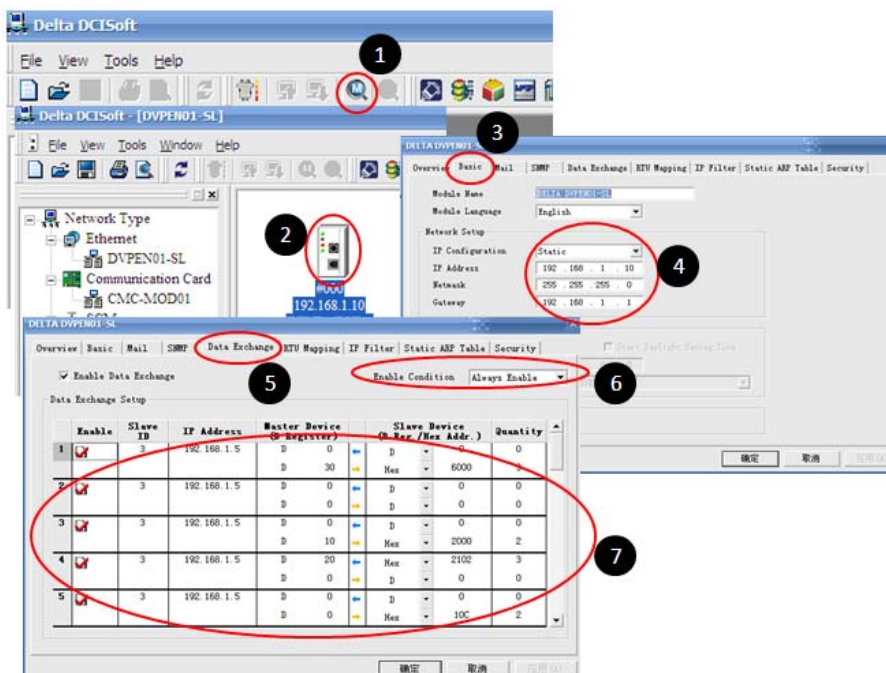 Delta DCISoft
File View Tools Help
1
Delta DCISoft - [DVPEN01-SL]
File View Tools Window Help
Network Type
Ethernet
DVPEN01-SL
Communication Card
CMC-MOD01
2
#000
192.168.1.10
3
DELTA DVPEN01-S
Overview Basic Mail SNMP Data Exchange RTU Mapping IP Filter Static ARP Table Security
Module Name DELTA DVPEN01-SL
Module Language English
Network Setup
IP Configuration Static
IP Address 192 . 168 . 1 . 10
Netmask 255 . 255 . 255 . 0
Gateway 192 . 168 . 1 . 1
4
确定 取消 应用(A)
DELTA DVPEN01-SL
Overview Basic Mail SNMP Data Exchange RTU Mapping IP Filter Static ARP Table Security
5
Enable Data Exchange Enable Condition Always Enable
6
Data Exchange Setup
Enable Slave ID IP Address Master Device (D Register) Slave Device (D Reg./Hex Addr.) Quantity
1 3 192.168.1.5 D 0 D 0 0
D 30 Hex 6000
2 3 192.168.1.5 D 0 D 0 0
D 0 D 0 0
3 3 192.168.1.5 D 0 D 0 0
D 10 Hex 2000 2
4 3 192.168.1.5 D 20 Hex 2102 3
D 0 D 0 0
5 3 192.168.1.5 D 0 D 0 0
D 0 Hex 10C 2
7
确定 取消 应用(A)